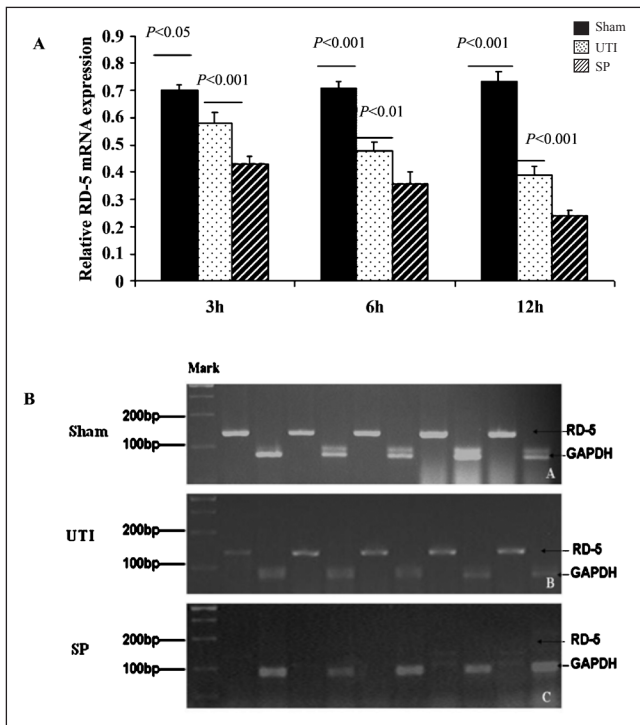 A
Sham
UTI
SP
P<0.05
P<0.001
P<0.001
P<0.01
P<0.001
P<0.001
Relative RD-5 mRNA expression
0.9
0.8
0.7
0.6
0.5
0.4
0.3
0.2
0.1
0
3h
6h
12h
B
Mark
Sham
200bp
100bp
RD-5
GAPDH
A
UTI
200bp
100bp
RD-5
GAPDH
B
SP
200bp
100bp
RD-5
GAPDH
C